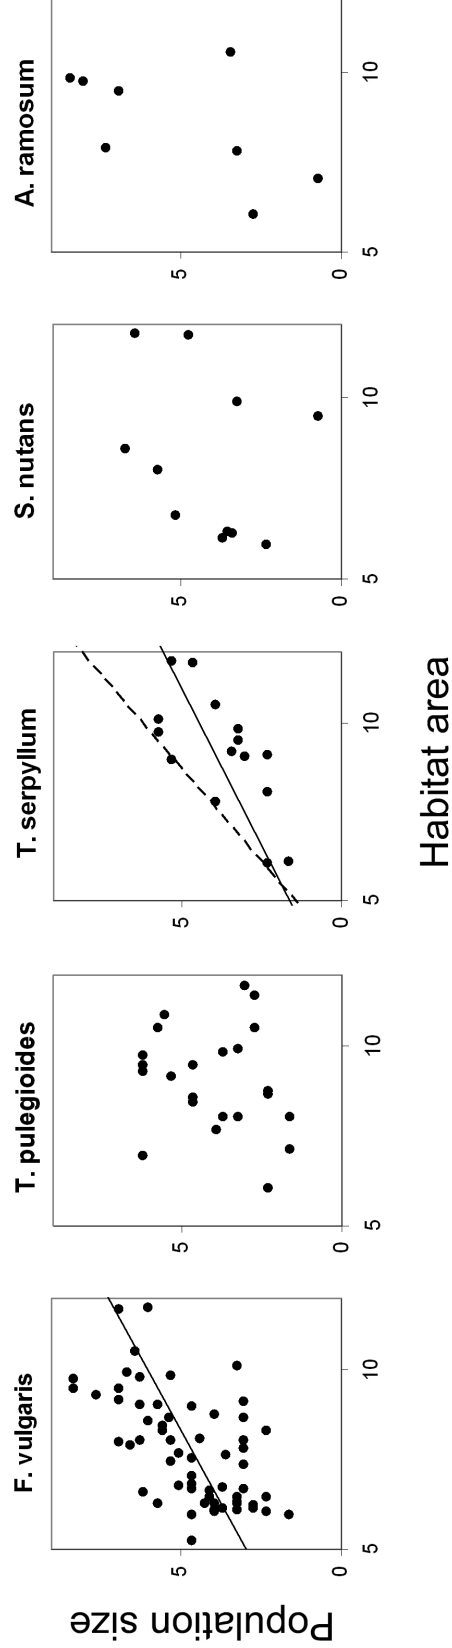 F. vulgaris
T. pulegioides
T. serpyllum
S. nutans
A. ramosum
Population size
5 5 5 5 5
0 0 0 0 0
5 10 5 10 5 10 5 10 5 10
Habitat area